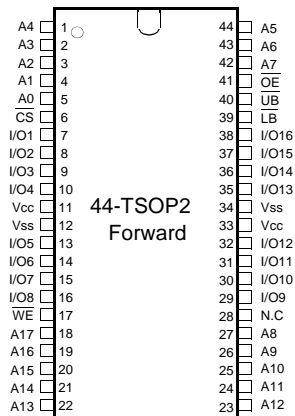 A4 1 44 A5
A3 2 43 A6
A2 3 42 A7
A1 4 41 OE
A0 5 40 UB
CS 6 39 LB
I/O1 7 38 I/O16
I/O2 8 37 I/O15
I/O3 9 36 I/O14
I/O4 10 35 I/O13
Vcc 11 44-TSOP2 34 Vss
Vss 12 Forward 33 Vcc
I/O5 13 32 I/O12
I/O6 14 31 I/O11
I/O7 15 30 I/O10
I/O8 16 29 I/O9
WE 17 28 N.C
A17 18 27 A8
A16 19 26 A9
A15 20 25 A10
A14 21 24 A11
A13 22 23 A12